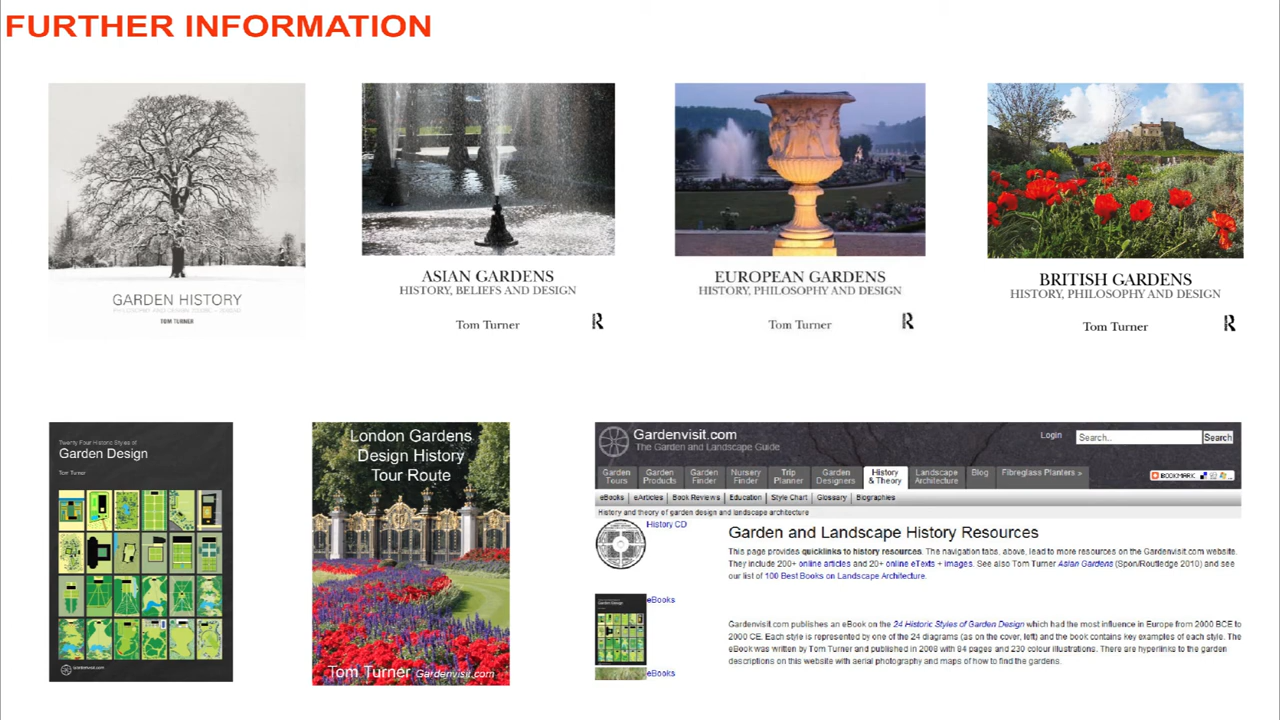 FURTHER INFORMATION
GARDEN HISTORY
TOM TURNER
ASIAN GARDENS
HISTORY, BELIEFS AND DESIGN
Tom Turner
R
EUROPEAN GARDENS
HISTORY, PHILOSOPHY AND DESIGN
Tom Turner
R
BRITISH GARDENS
HISTORY, PHILOSOPHY AND DESIGN
Tom Turner
R
Twenty Four Historic Styles of
Garden Design
Tom Turner
gardenvisit.com
London Gardens
Design History
Tour Route
Tom Turner Gardenvisit.com
Gardenvisit.com
The Garden and Landscape Guide
Login
Search...
Search
Garden Tours
Garden Products
Garden Finder
Nursery Finder
Trip Planner
Garden Designers
History & Theory
Landscape Architecture
Blog
Fibreglass Planters >
BOOKMARK
eBooks
eArticles
Book Reviews
Education
Style Chart
Glossary
Biographies
History and theory of garden design and landscape architecture
History CD
Garden and Landscape History Resources
This page provides quicklinks to history resources. The navigation tabs, above, lead to more resources on the Gardenvisit.com website.
They include 200+ online articles and 20+ online eTexts + images. See also Tom Turner Asian Gardens (Spon/Routledge 2010) and see
our list of 100 Best Books on Landscape Architecture.
eBooks
Gardenvisit.com publishes an eBook on the 24 Historic Styles of Garden Design which had the most influence in Europe from 2000 BCE to
2000 CE. Each style is represented by one of the 24 diagrams (as on the cover, left) and the book contains key examples of each style. The
eBook was written by Tom Turner and published in 2008 with 84 pages and 230 colour illustrations. There are hyperlinks to the garden
descriptions on this website with aerial photography and maps of how to find the gardens.
eBooks